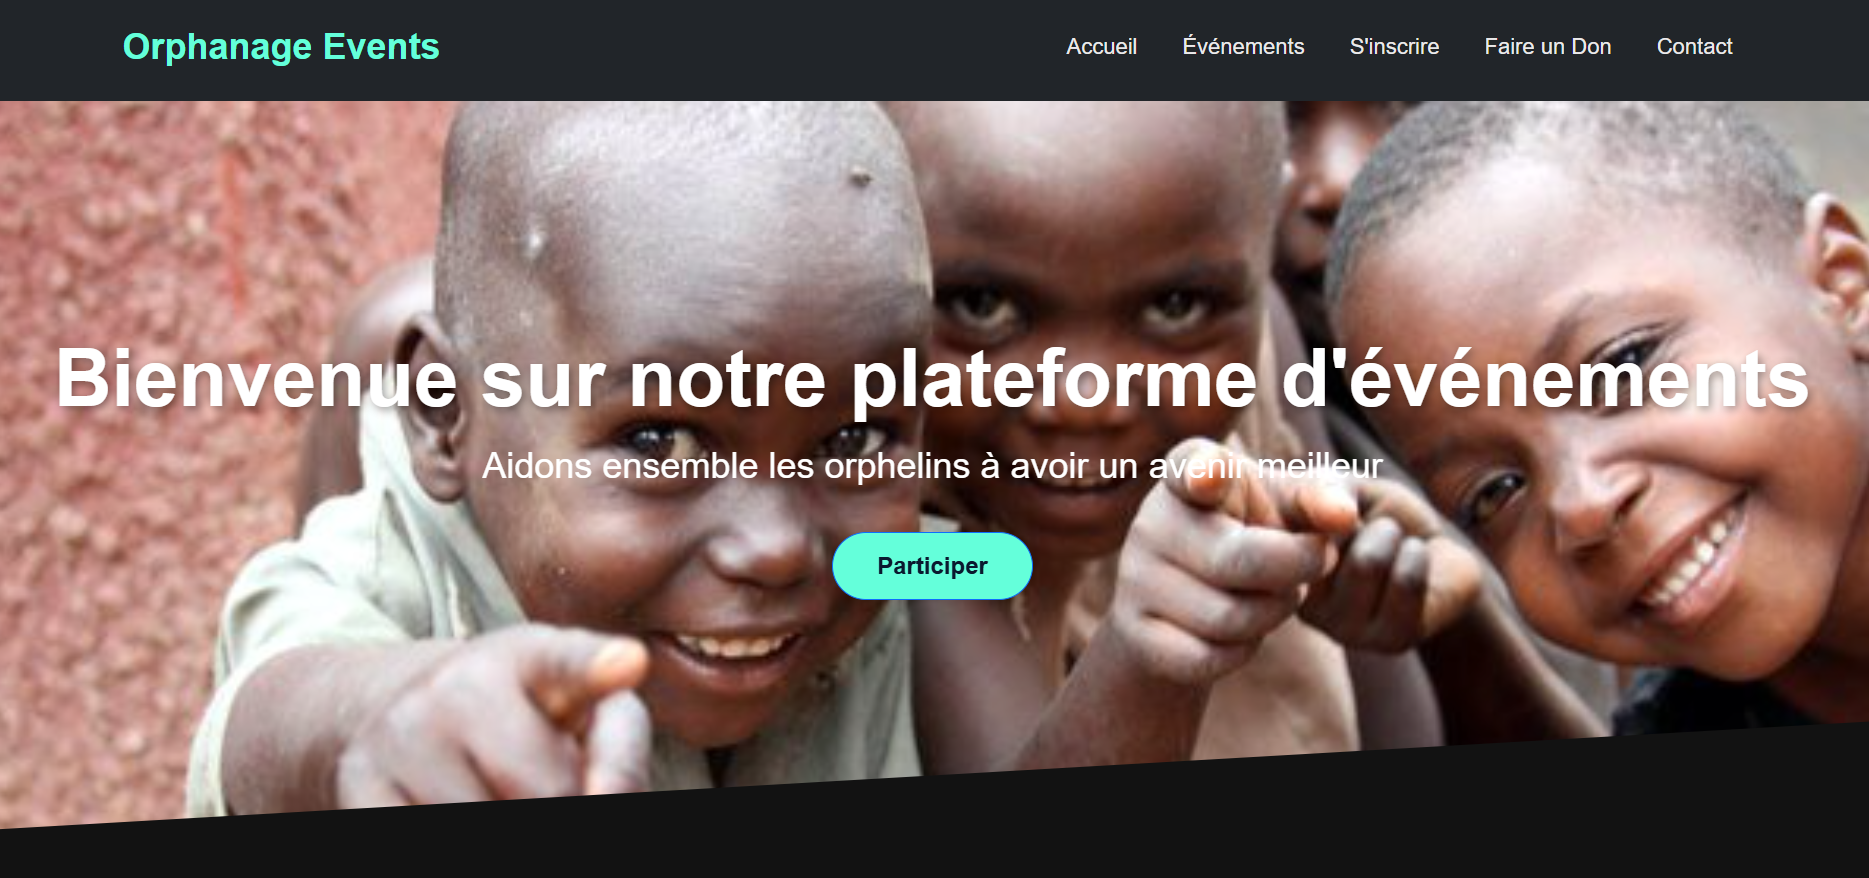 Orphanage Events
Accueil Événements S'inscrire Faire un Don Contact
Bienvenue sur notre plateforme d'événements
Aidons ensemble les orphelins à avoir un avenir meilleur
Participer